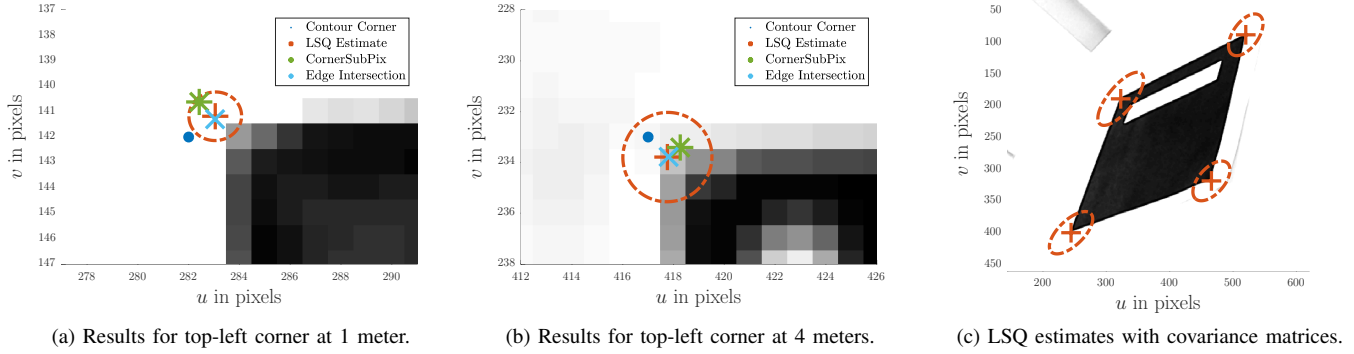 137
138
139
140
141
142
143
144
145
146
147
278
280
282
284
286
288
290
v in pixels
u in pixels
Contour Corner
LSQ Estimate
CornerSubPix
Edge Intersection
(a) Results for top-left corner at 1 meter.
228
230
232
234
236
238
412
414
416
418
420
422
424
426
v in pixels
u in pixels
Contour Corner
LSQ Estimate
CornerSubPix
Edge Intersection
(b) Results for top-left corner at 4 meters.
50
100
150
200
250
300
350
400
450
200
300
400
500
600
v in pixels
u in pixels
(c) LSQ estimates with covariance matrices.